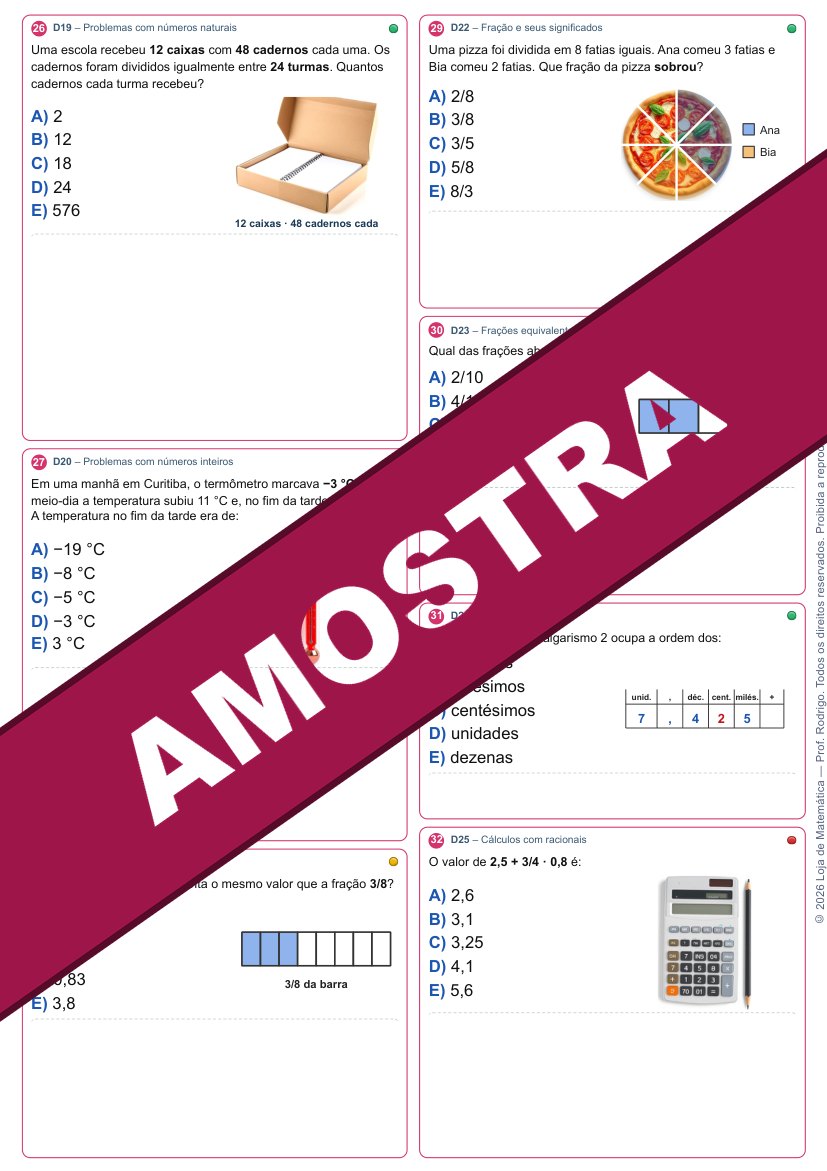 26 D19 – Problemas com números naturais
Uma escola recebeu 12 caixas com 48 cadernos cada uma. Os
cadernos foram divididos igualmente entre 24 turmas. Quantos
cadernos cada turma recebeu?
A) 2
B) 12
C) 18
D) 24
E) 576
12 caixas · 48 cadernos cada
27 D20 – Problemas com números inteiros
Em uma manhã em Curitiba, o termômetro marcava −3 °C
meio-dia a temperatura subiu 11 °C e, no fim da tarde
A temperatura no fim da tarde era de:
A) −19 °C
B) −8 °C
C) −5 °C
D) −3 °C
E) 3 °C
o mesmo valor que a fração 3/8?
0,83
E) 3,8
3/8 da barra
29 D22 – Fração e seus significados
Uma pizza foi dividida em 8 fatias iguais. Ana comeu 3 fatias e
Bia comeu 2 fatias. Que fração da pizza sobrou?
A) 2/8
B) 3/8
C) 3/5
D) 5/8
E) 8/3
Ana
Bia
30 D23 – Frações
Qual das frações
A) 2/10
B)
31
algarismo 2 ocupa a ordem dos:
centésimos
D) unidades
E) dezenas
unid. , déc. cent. milés. +
7 , 4 2 5
32 D25 – Cálculos com racionais
O valor de 2,5 + 3/4 · 0,8 é:
A) 2,6
B) 3,1
C) 3,25
D) 4,1
E) 5,6
AMOSTRA
© 2026 Loja de Matemática — Prof. Rodrigo. Todos os direitos reservados. Proibida a